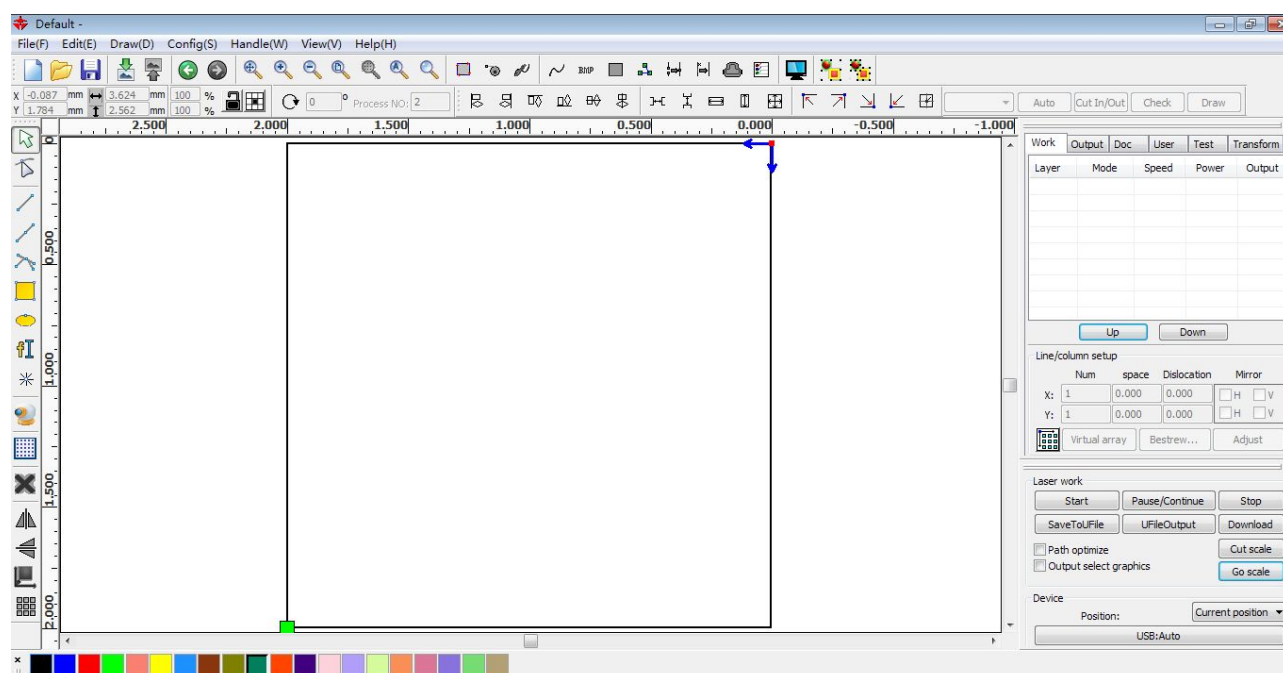 Default -
File(F) Edit(E) Draw(D) Config(S) Handle(W) View(V) Help(H)
BMP
X -0.087 mm 3.624 mm 100 %
Y 1.784 mm 2.562 mm 100 %
0 ° Process NO: 2
Auto Cut In/Out Check Draw
2.500 2.000 1.500 1.000 0.500 0.000 -0.500 -1.000
0
0.500
1.000
1.500
2.000
Work Output Doc User Test Transform
Layer Mode Speed Power Output
Up Down
Line/column setup
Num space Dislocation Mirror
X: 1 0.000 0.000 H V
Y: 1 0.000 0.000 H V
Virtual array Bestrew... Adjust
Laser work
Start Pause/Continue Stop
SaveToUFile UFileOutput Download
Path optimize Cut scale
Output select graphics Go scale
Device
Position: Current position
USB:Auto